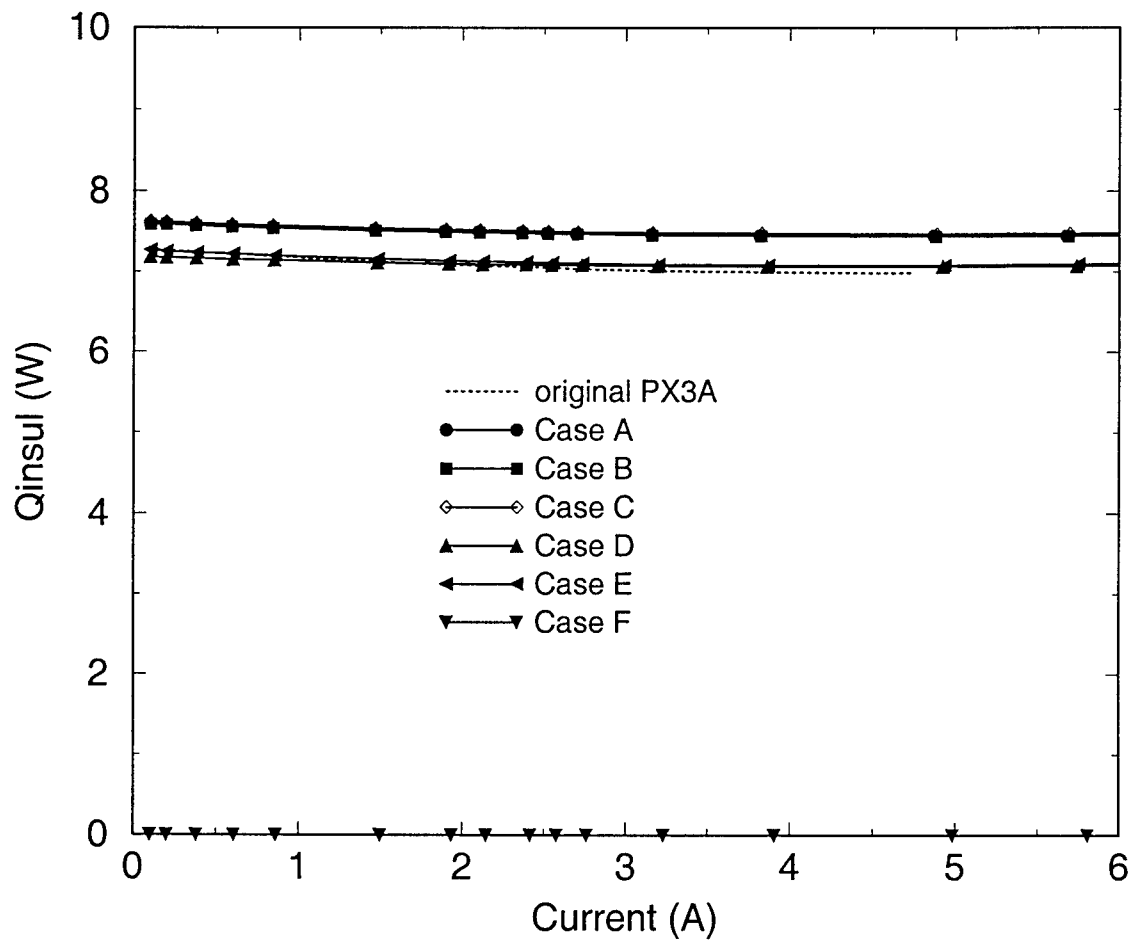 10
8
6
4
2
0
Qinsul (W)
original PX3A
Case A
Case B
Case C
Case D
Case E
Case F
0 1 2 3 4 5 6
Current (A)